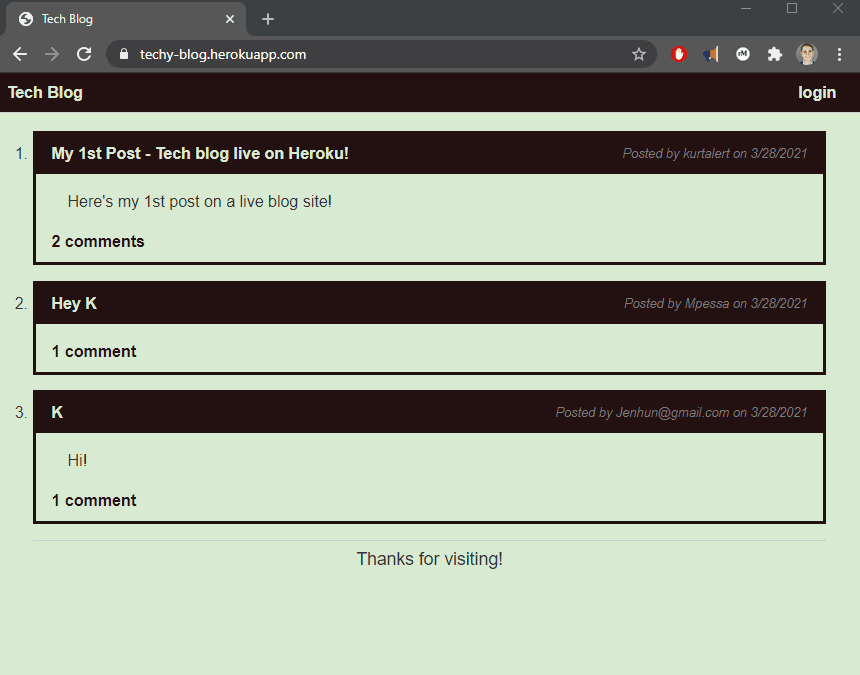 Tech Blog
techy-blog.herokuapp.com
Tech Blog login
1. My 1st Post - Tech blog live on Heroku! Posted by kurtalert on 3/28/2021
Here's my 1st post on a live blog site!
2 comments
2. Hey K Posted by Mpessa on 3/28/2021
1 comment
3. K Posted by Jenhun@gmail.com on 3/28/2021
Hi!
1 comment
Thanks for visiting!